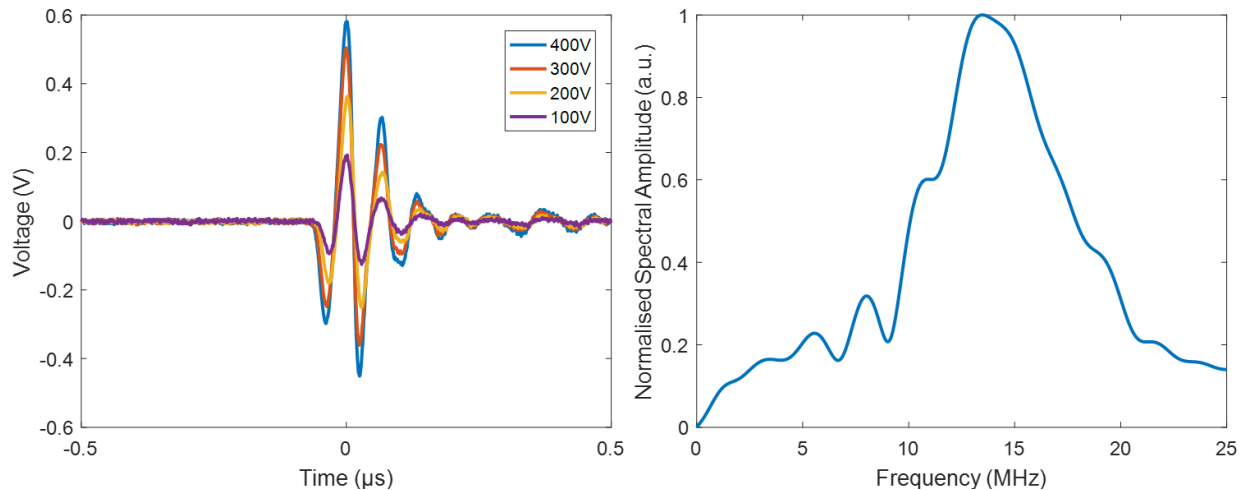 0.6
0.4
0.2
0
-0.2
-0.4
-0.6
Voltage (V)
-0.5
0
0.5
Time (µs)
400V
300V
200V
100V
1
0.8
0.6
0.4
0.2
0
Normalised Spectral Amplitude (a.u.)
0
5
10
15
20
25
Frequency (MHz)